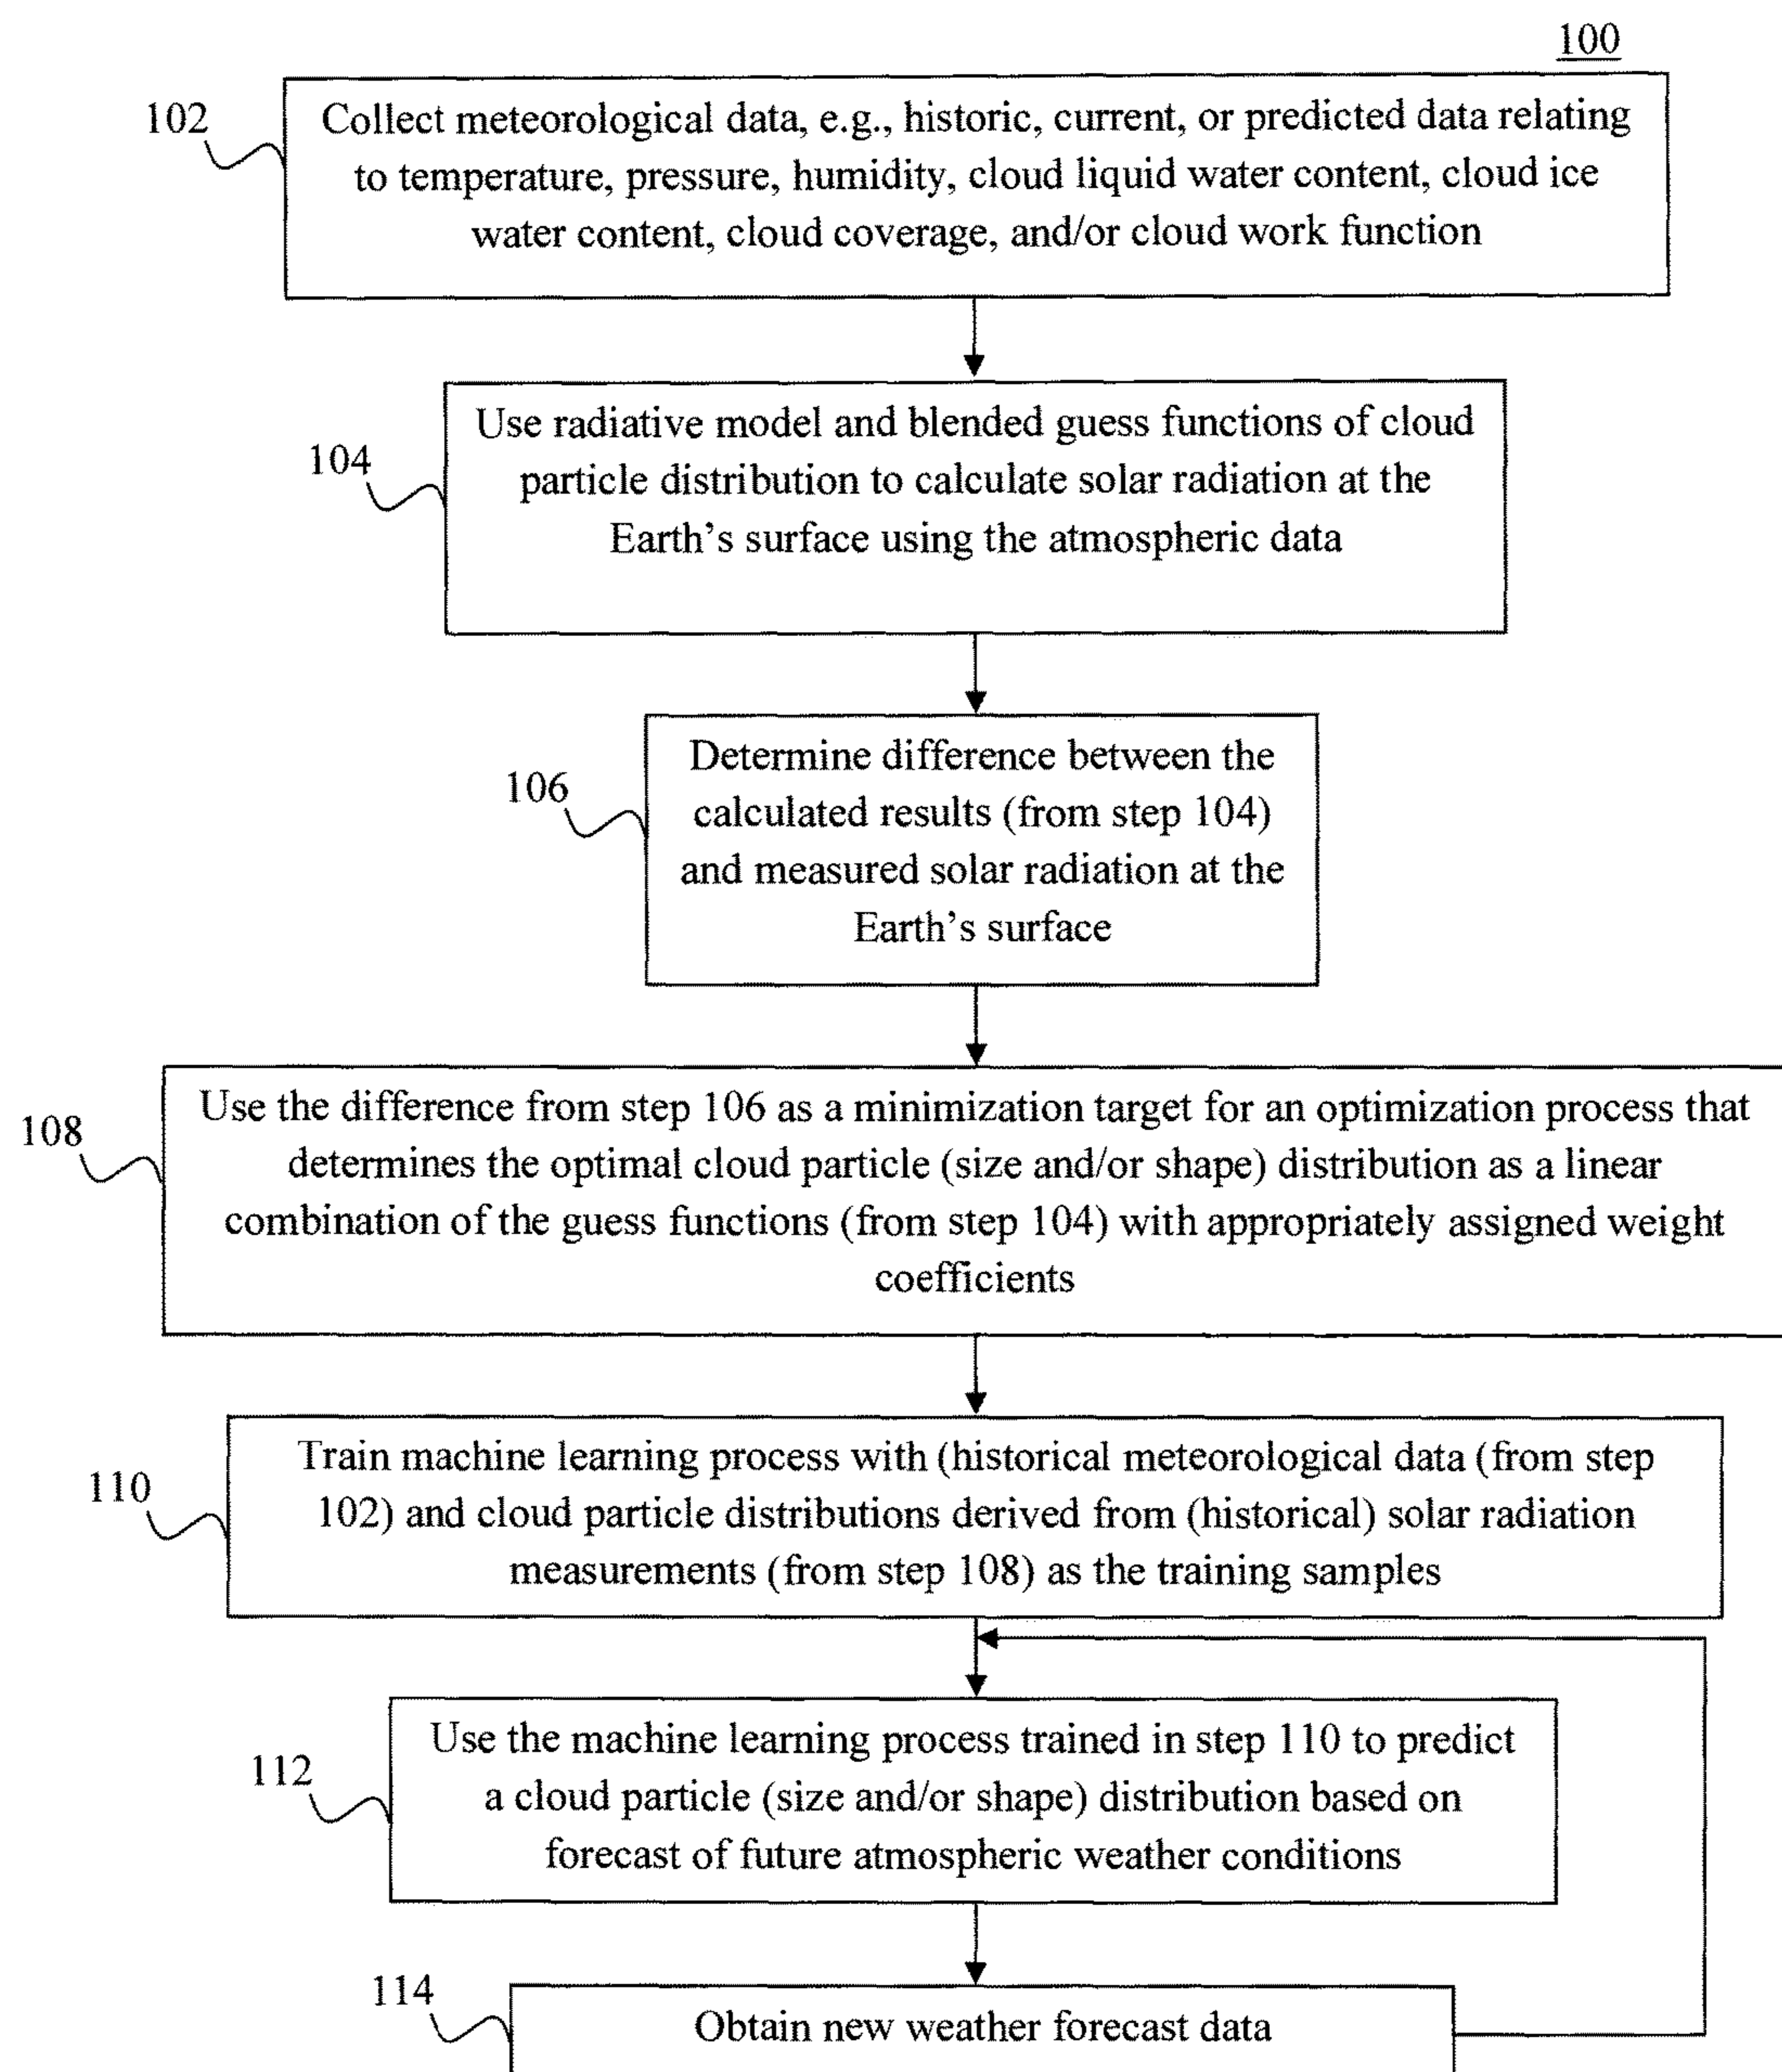 100
102
Collect meteorological data, e.g., historic, current, or predicted data relating
to temperature, pressure, humidity, cloud liquid water content, cloud ice
water content, cloud coverage, and/or cloud work function
104
Use radiative model and blended guess functions of cloud
particle distribution to calculate solar radiation at the
Earth's surface using the atmospheric data
106
Determine difference between the
calculated results (from step 104)
and measured solar radiation at the
Earth's surface
108
Use the difference from step 106 as a minimization target for an optimization process that
determines the optimal cloud particle (size and/or shape) distribution as a linear
combination of the guess functions (from step 104) with appropriately assigned weight
coefficients
110
Train machine learning process with (historical meteorological data (from step
102) and cloud particle distributions derived from (historical) solar radiation
measurements (from step 108) as the training samples
112
Use the machine learning process trained in step 110 to predict
a cloud particle (size and/or shape) distribution based on
forecast of future atmospheric weather conditions
114
Obtain new weather forecast data